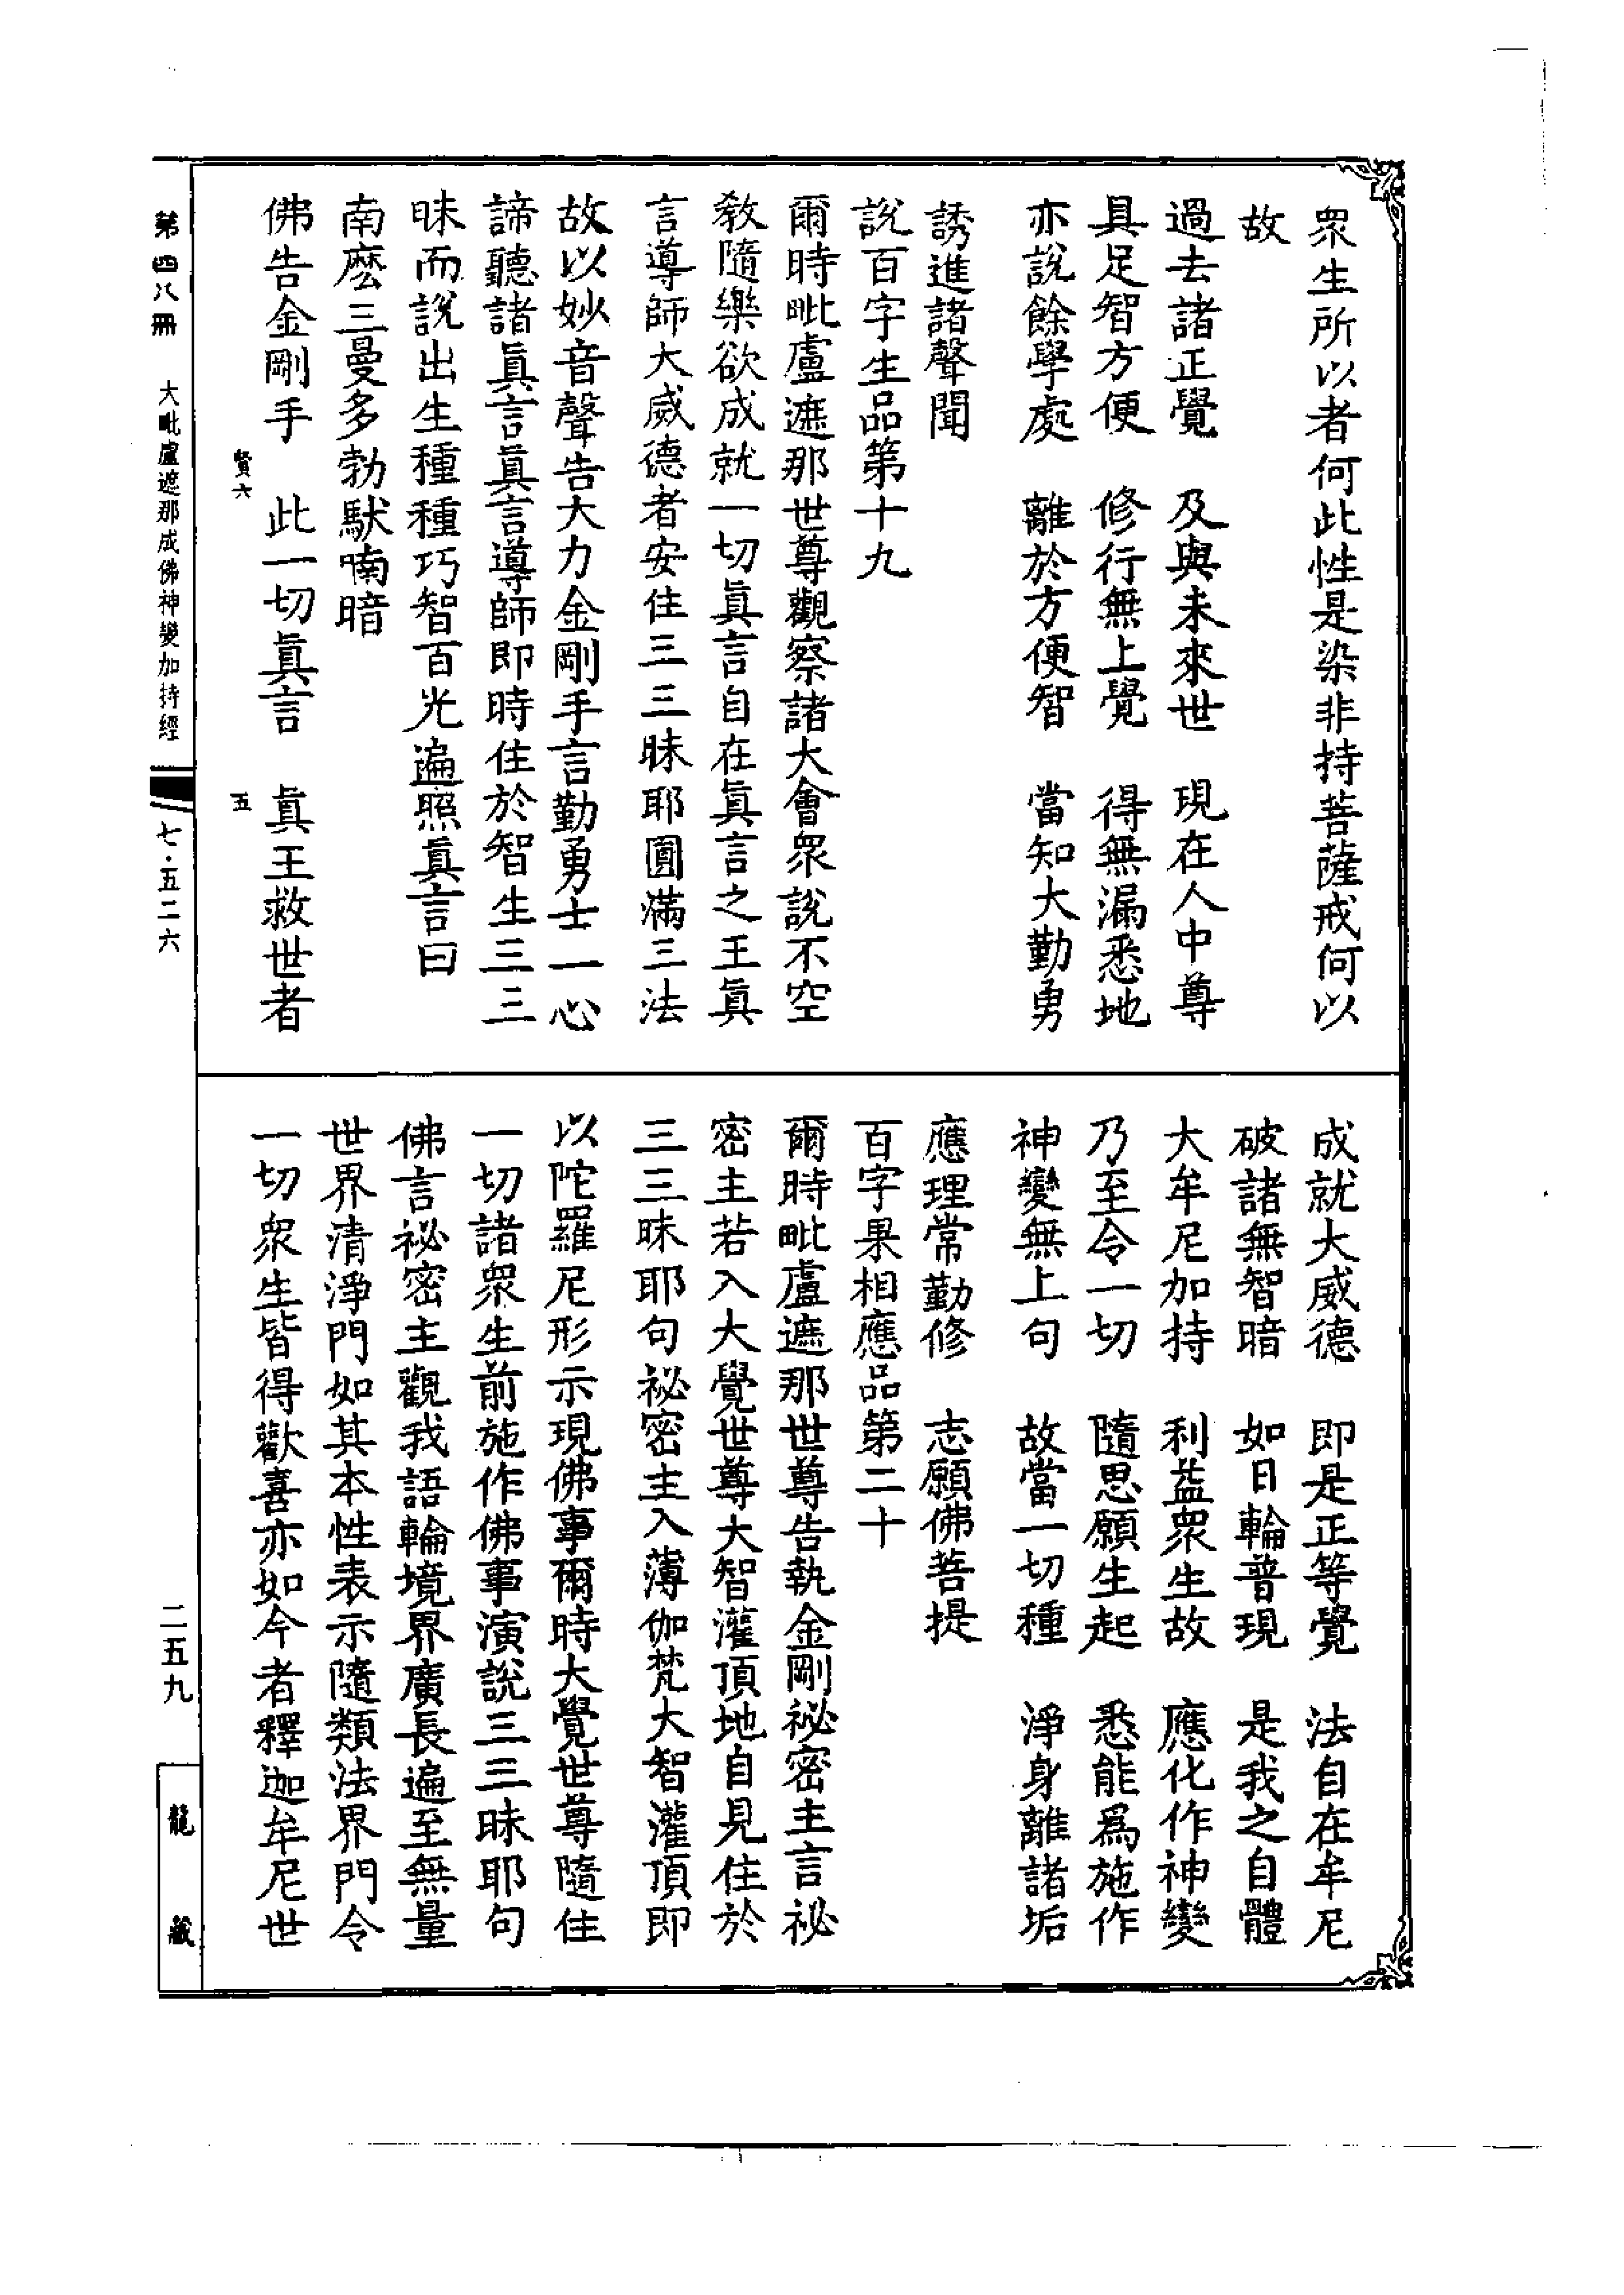 眾生所以者何此性是染非持菩薩戒何以
故
過去諸正覺　及與未來世　現在人中尊
具足智方便　修行無上覺　得無漏悉地
亦說餘學處　離於方便智　當知大勤勇
誘進諸聲聞
說百字生品第十九
爾時毗盧遮那世尊觀察諸大會眾說不空
教隨樂欲成就一切眞言自在眞言之王眞
言導師大威德者安住三三昧耶圓滿三法
故以妙音聲告大力金剛手言勤勇士一心
諦聽諸眞言眞言導師即時住於智生三三
昧而說出生種種巧智百光遍照眞言曰
南麽三曼多勃馱喃暗
佛告金剛手　此一切眞言　眞王救世者
成就大威德　即是正等覺　法自在牟尼
破諸無智暗　如日輪普現　是我之自體
大牟尼加持　利益眾生故　應化作神變
乃至令一切　隨思願生起　悉能爲施作
神變無上句　故當一切種　淨身離諸垢
應理常勤修　志願佛菩提
百字果相應品第二十
爾時毗盧遮那世尊告執金剛祕密主言祕
密主若入大覺世尊大智灌頂地自見住於
三三昧耶句祕密主入薄伽梵大智灌頂即
以陀羅尼形示現佛事爾時大覺世尊隨住
一切諸眾生前施作佛事演說三三昧耶句
佛言祕密主觀我語輪境界廣長遍至無量
世界清淨門如其本性表示隨類法界門令
一切眾生皆得歡喜亦如今者釋迦牟尼世
賢六
五
第四八冊　大毗盧遮那成佛神變加持經
七·五二六
二五九
龍藏